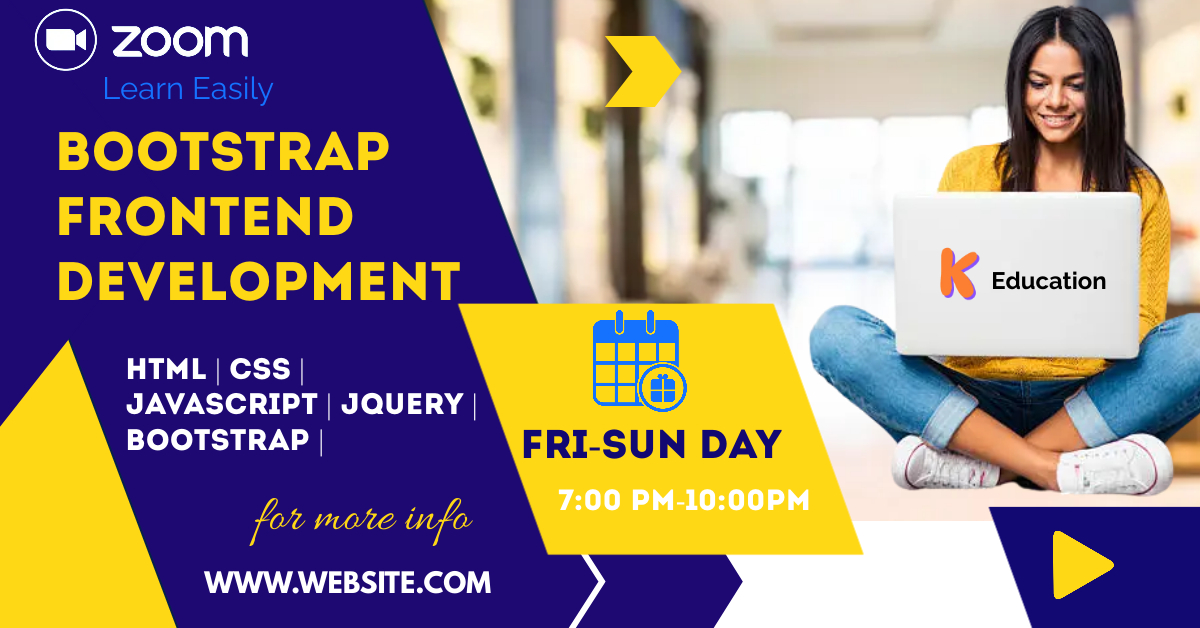 zoom
Learn Easily
BOOTSTRAP
FRONTEND
DEVELOPMENT
HTML | CSS |
JAVASCRIPT | JQUERY |
BOOTSTRAP |
for more info
WWW.WEBSITE.COM
FRI-SUN DAY
7:00 PM-10:00PM
K Education